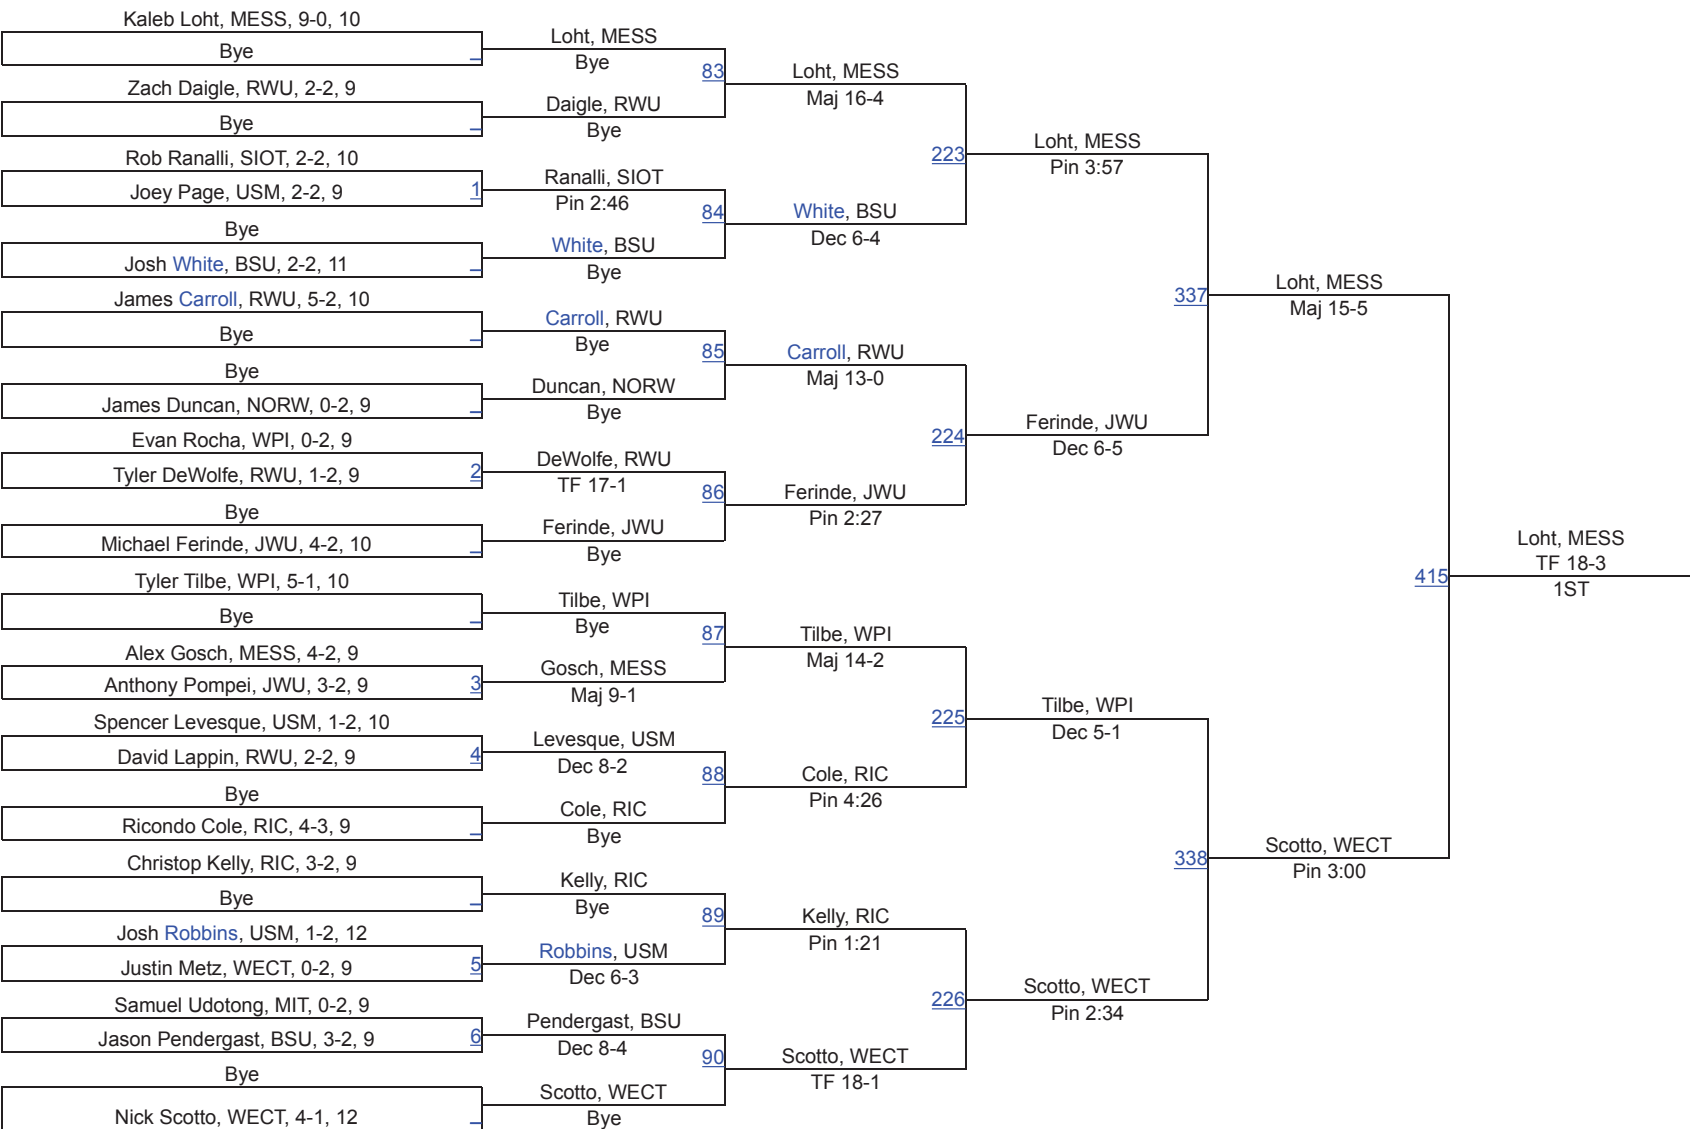 Kaleb Loht, MESS, 9-0, 10
Bye
Zach Daigle, RWU, 2-2, 9
Bye
Rob Ranalli, SIOT, 2-2, 10
Joey Page, USM, 2-2, 9
1
Bye
Josh White, BSU, 2-2, 11
James Carroll, RWU, 5-2, 10
Bye
Bye
James Duncan, NORW, 0-2, 9
Evan Rocha, WPI, 0-2, 9
Tyler DeWolfe, RWU, 1-2, 9
2
Bye
Michael Ferinde, JWU, 4-2, 10
Tyler Tilbe, WPI, 5-1, 10
Bye
Alex Gosch, MESS, 4-2, 9
Anthony Pompei, JWU, 3-2, 9
3
Spencer Levesque, USM, 1-2, 10
David Lappin, RWU, 2-2, 9
4
Bye
Ricondo Cole, RIC, 4-3, 9
Christop Kelly, RIC, 3-2, 9
Bye
Josh Robbins, USM, 1-2, 12
Justin Metz, WECT, 0-2, 9
5
Samuel Udotong, MIT, 0-2, 9
Jason Pendergast, BSU, 3-2, 9
6
Bye
Nick Scotto, WECT, 4-1, 12
Loht, MESS
Bye
83
Daigle, RWU
Bye
Ranalli, SIOT
Pin 2:46
84
White, BSU
Bye
Carroll, RWU
Bye
85
Duncan, NORW
Bye
DeWolfe, RWU
TF 17-1
86
Ferinde, JWU
Bye
Tilbe, WPI
Bye
87
Gosch, MESS
Maj 9-1
Levesque, USM
Dec 8-2
88
Cole, RIC
Bye
Kelly, RIC
Bye
89
Robbins, USM
Dec 6-3
Pendergast, BSU
Dec 8-4
90
Scotto, WECT
Bye
Loht, MESS
Maj 16-4
223
White, BSU
Dec 6-4
Carroll, RWU
Maj 13-0
224
Ferinde, JWU
Pin 2:27
Tilbe, WPI
Maj 14-2
225
Cole, RIC
Pin 4:26
Kelly, RIC
Pin 1:21
226
Scotto, WECT
TF 18-1
Loht, MESS
Pin 3:57
337
Ferinde, JWU
Dec 6-5
Tilbe, WPI
Dec 5-1
338
Scotto, WECT
Pin 2:34
Loht, MESS
Maj 15-5
415
Scotto, WECT
Pin 3:00
Loht, MESS
TF 18-3
1ST